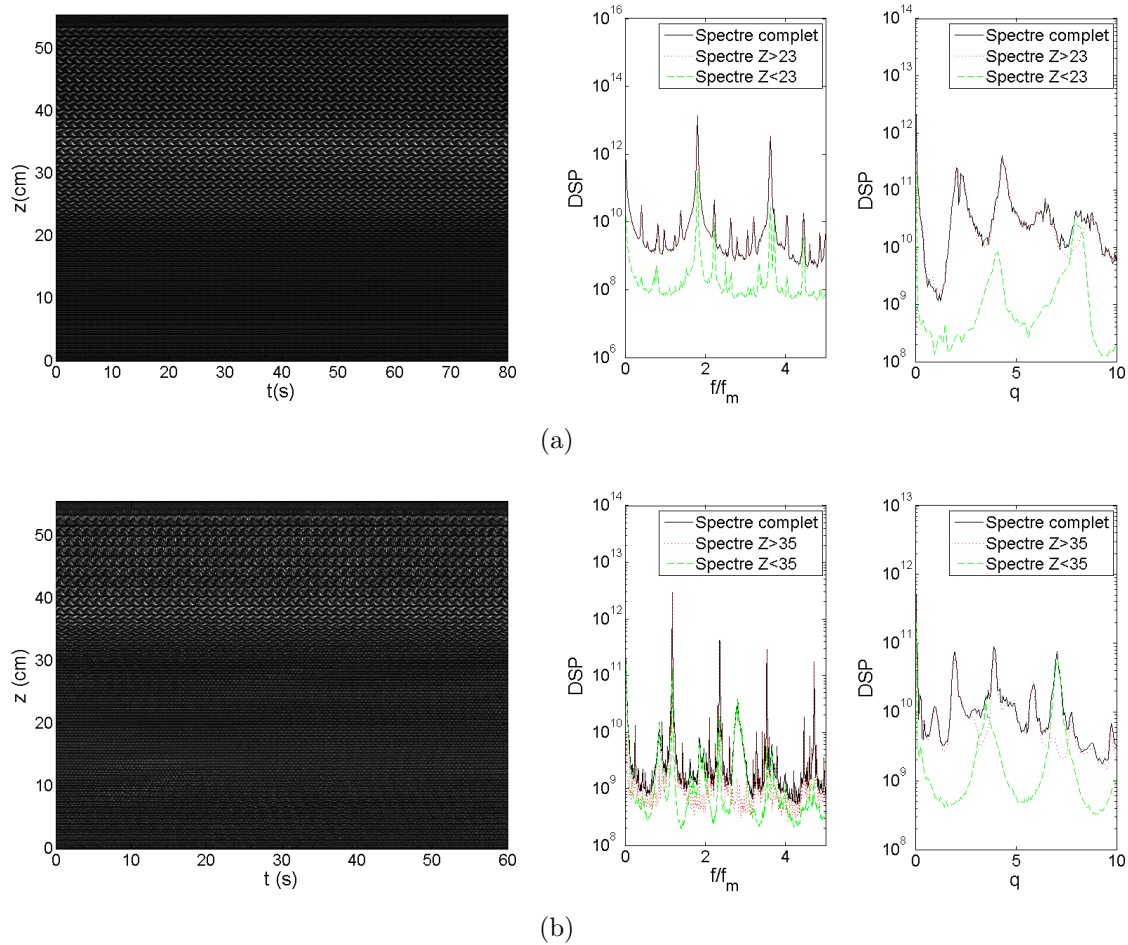 50
40
30
20
10
0
z(cm)
0 10 20 30 40 50 60 70 80
t(s)
10^16
10^14
10^12
10^10
10^8
10^6
DSP
Spectre complet
Spectre Z>23
Spectre Z<23
0 2 4
f/f_m
10^14
10^13
10^12
10^11
10^10
10^9
10^8
DSP
Spectre complet
Spectre Z>23
Spectre Z<23
0 5 10
q
(a)
50
40
30
20
10
0
z (cm)
0 10 20 30 40 50 60
t (s)
10^14
10^13
10^12
10^11
10^10
10^9
10^8
DSP
Spectre complet
Spectre Z>35
Spectre Z<35
0 2 4
f/f_m
10^13
10^12
10^11
10^10
10^9
10^8
DSP
Spectre complet
Spectre Z>35
Spectre Z<35
0 5 10
q
(b)